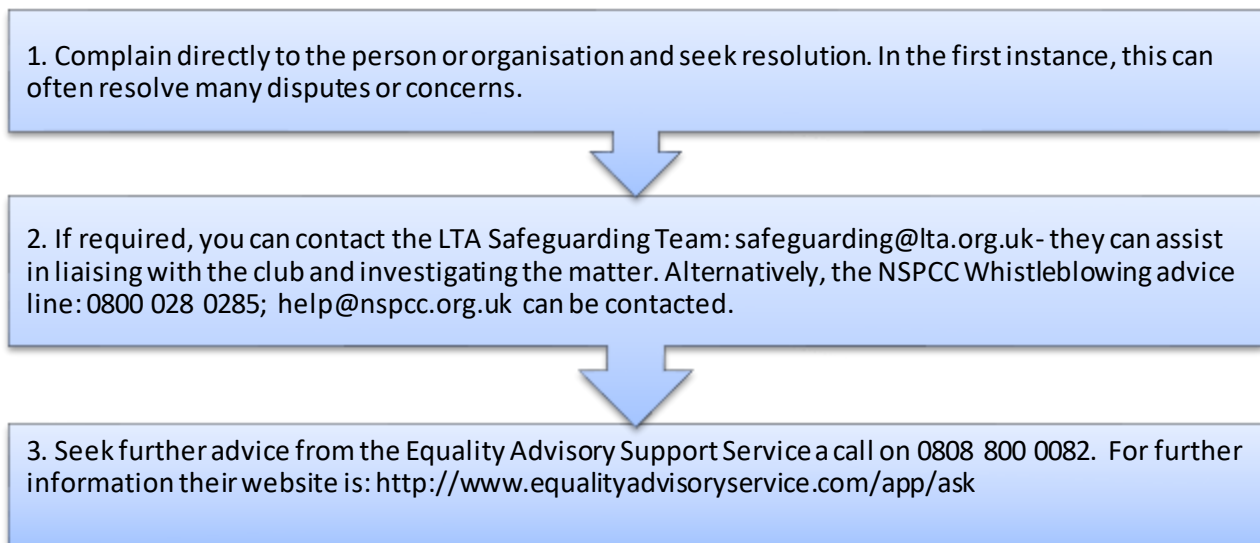 1. Complain directly to the person or organisation and seek resolution. In the first instance, this can
often resolve many disputes or concerns.
2. If required, you can contact the LTA Safeguarding Team: safeguarding@lta.org.uk- they can assist
in liaising with the club and investigating the matter. Alternatively, the NSPCC Whistleblowing advice
line: 0800 028 0285; help@nspcc.org.uk can be contacted.
3. Seek further advice from the Equality Advisory Support Service a call on 0808 800 0082. For further
information their website is: http://www.equalityadvisoryservice.com/app/ask